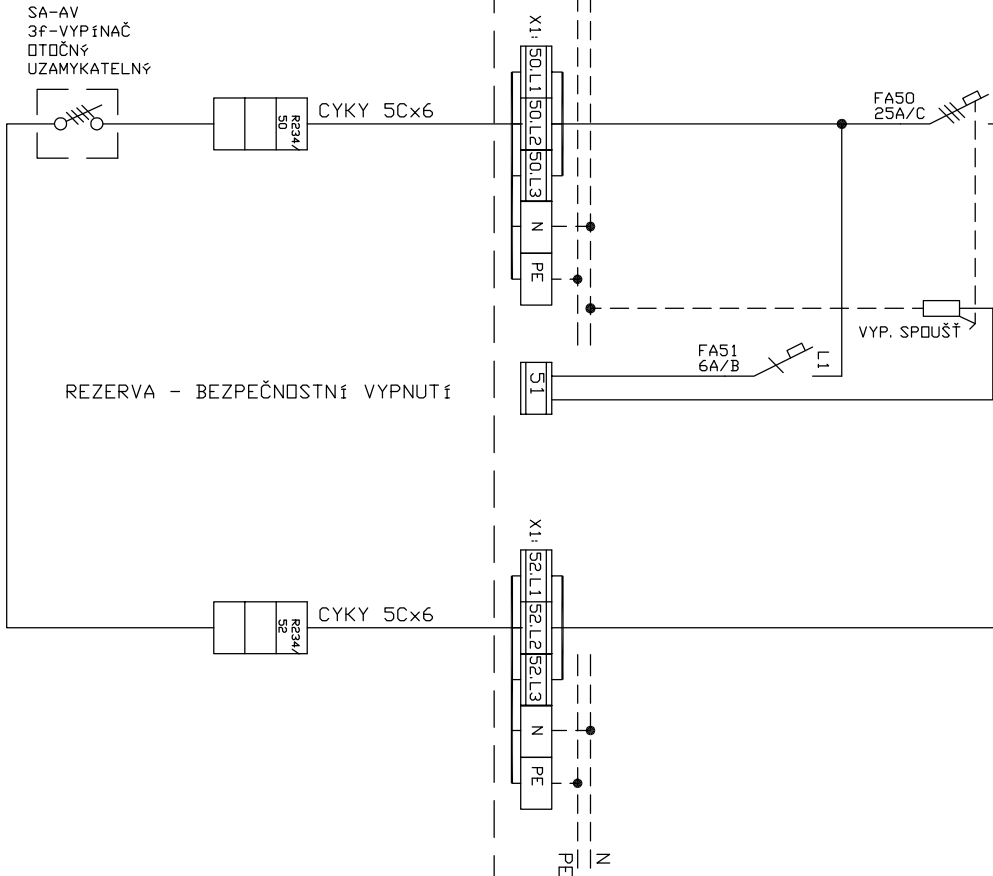 SA-AV
3f-VYPÍNAČ
OTOČNÝ
UZAMYKATELNÝ
R234/
50
CYKY 5Cx6
X1:
50.L1
50.L2
50.L3
N
PE
FA50
25A/C
VYP. SPOUŠŤ
FA51
6A/B
L1
51
REZERVA - BEZPEČNOSTNÍ VYPNUTÍ
X1:
52.L1
52.L2
52.L3
N
PE
R234/
52
CYKY 5Cx6
PE
N